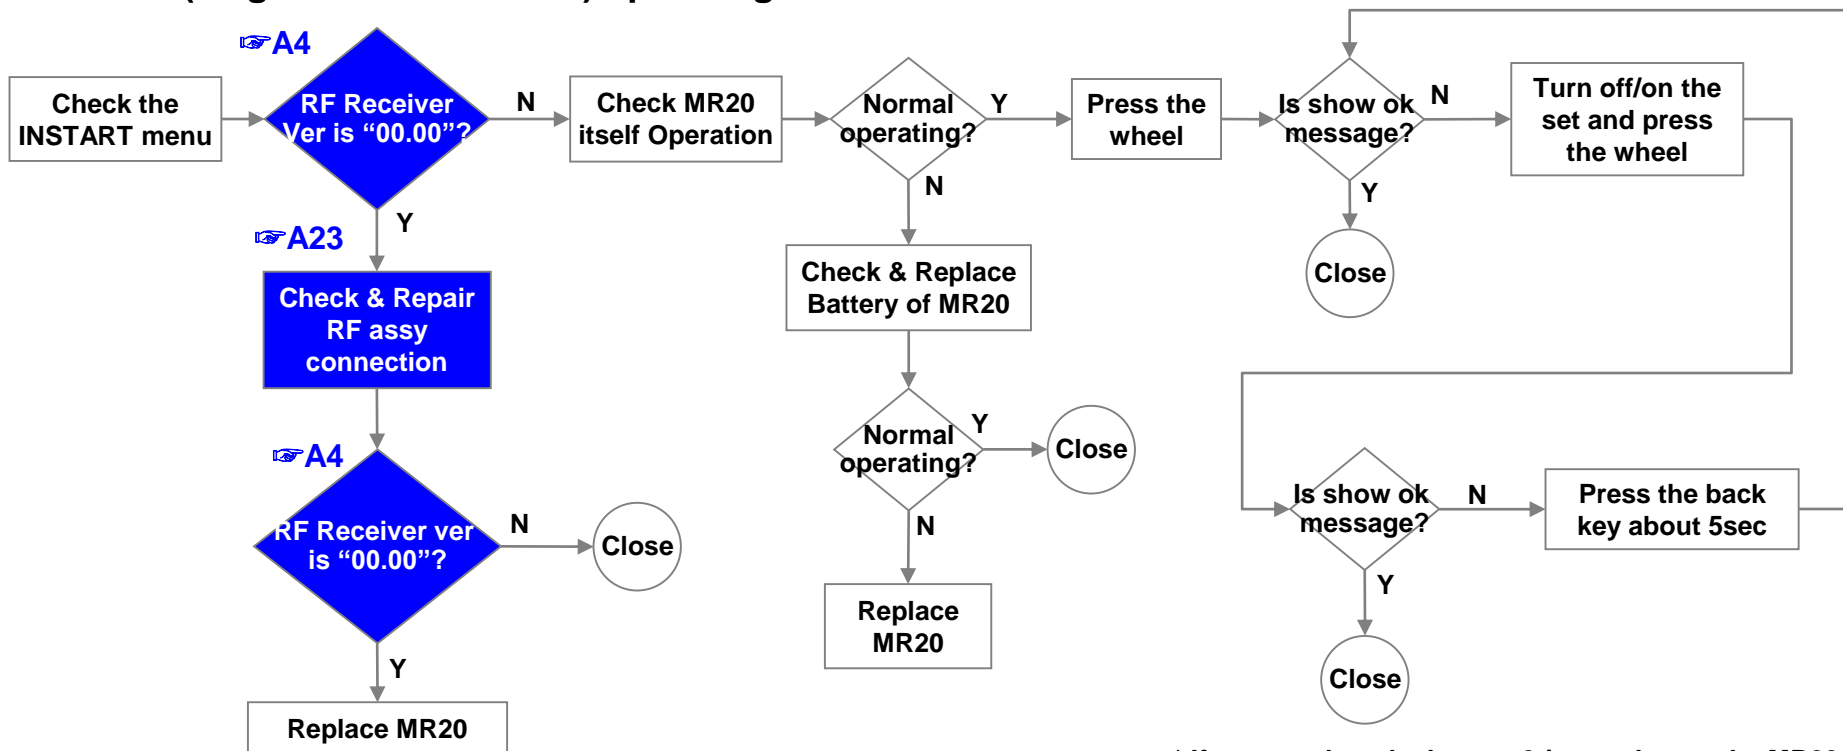 ☞A4
Check the
INSTART menu
RF Receiver
Ver is “00.00”?
N
Check MR20
itself Operation
Normal
operating?
Y
Press the
wheel
Is show ok
message?
N
Turn off/on the
set and press
the wheel
Y
☞A23
Check & Repair
RF assy
connection
N
Check & Replace
Battery of MR20
Y
Close
☞A4
RF Receiver ver
is “00.00”?
N
Close
Normal
operating?
Y
Close
Is show ok
message?
N
Press the back
key about 5sec
Y
Replace MR20
N
Replace
MR20
Y
Close